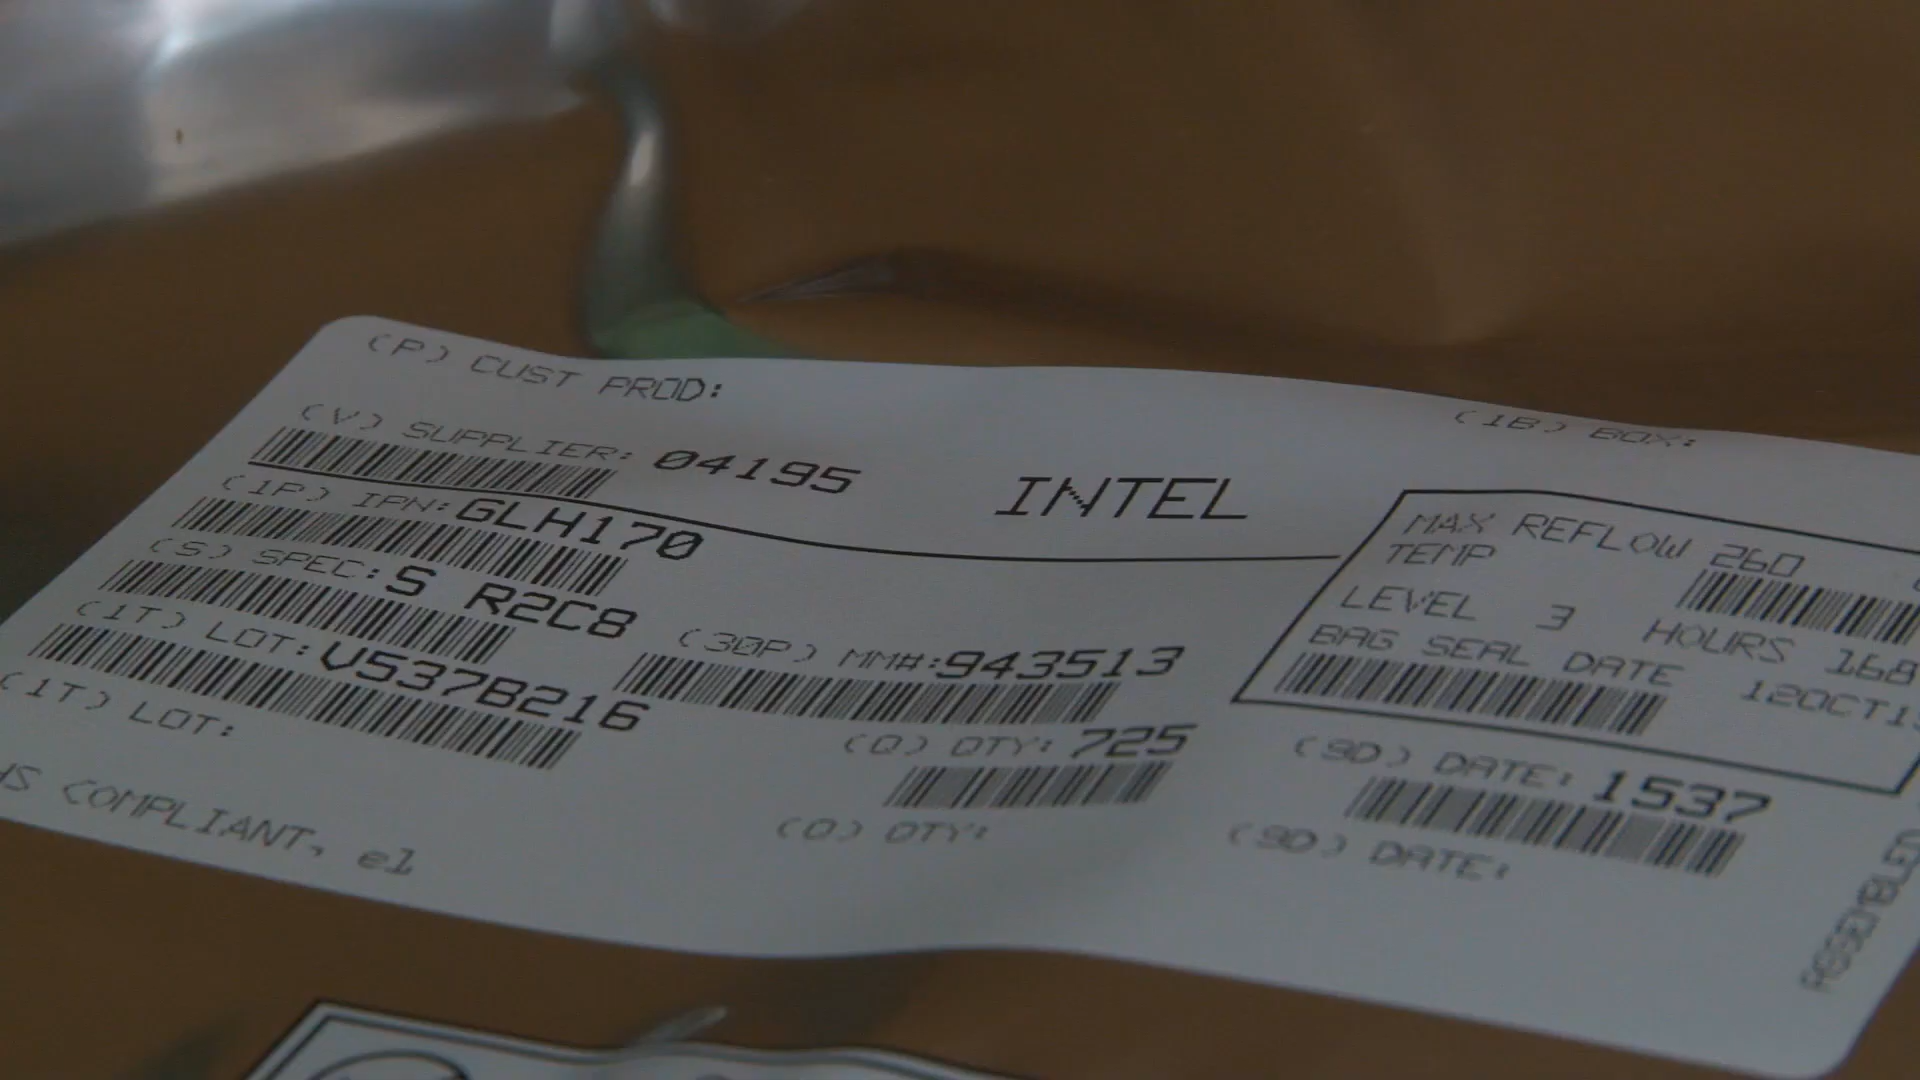 (P) CUST PROD:
(1B) BOX:
(V) SUPPLIER: 04195
INTEL
(1P) IPN: GLH170
(S) SPEC: S R2C8
(1T) LOT: V537B216
(30P) MM#: 943513
(1T) LOT:
(Q) QTY: 725
(Q) QTY:
COMPLIANT, e1
MAX REFLOW 260
TEMP
LEVEL 3 HOURS 168
BAG SEAL DATE
(9D) DATE: 1537
(9D) DATE:
ASSEMBLED